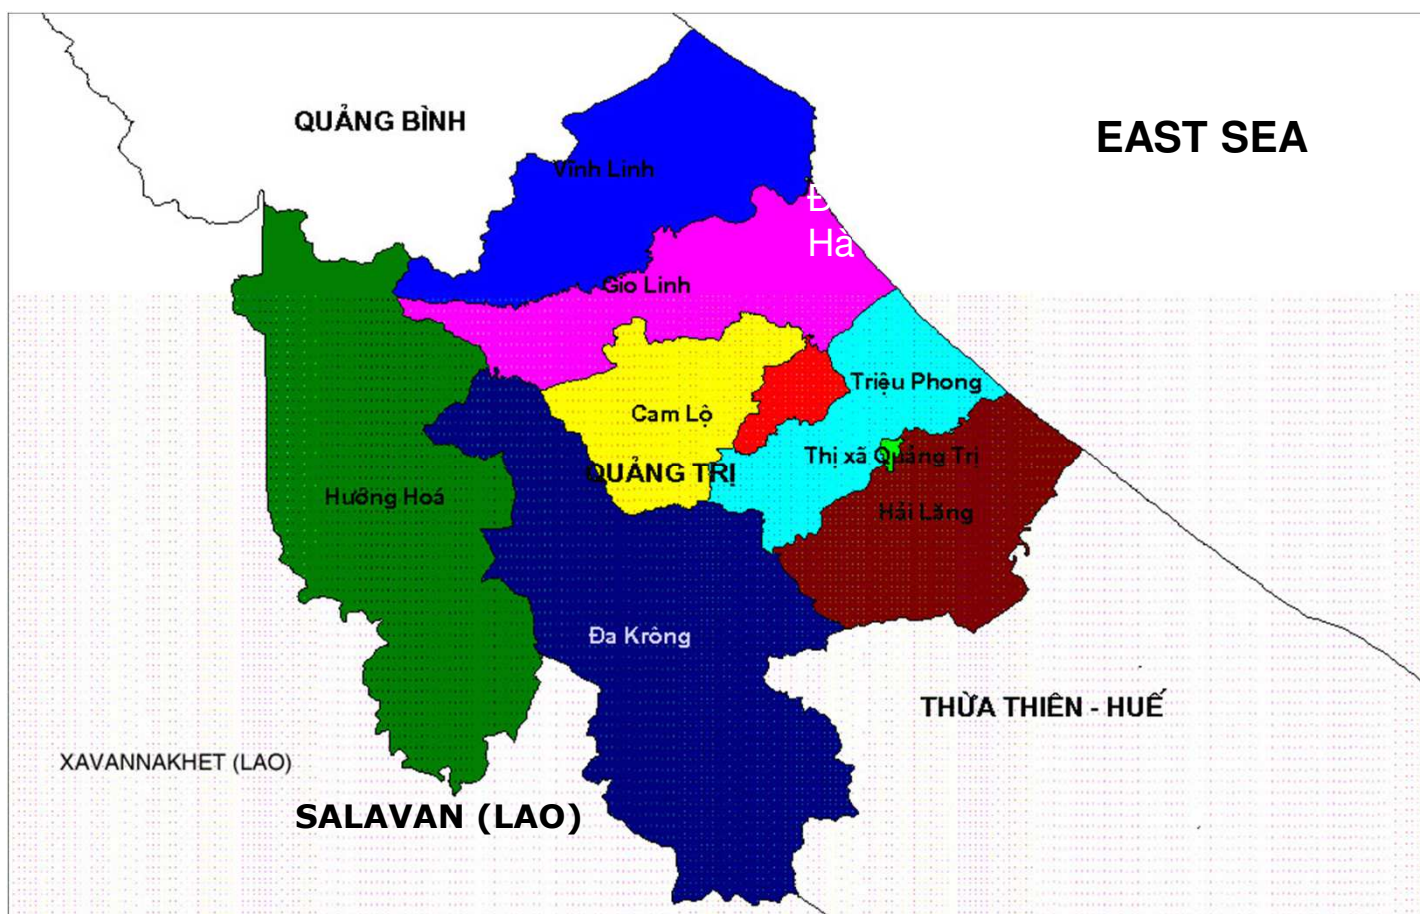 QUẢNG BÌNH
EAST SEA
Vĩnh Linh
Đ
Hà
Gio Linh
Triệu Phong
Cam Lộ
Thị xã Quảng Trị
QUẢNG TRỊ
Hướng Hoá
Hải Lăng
Đa Krông
THỪA THIÊN - HUẾ
XAVANNAKHET (LAO)
SALAVAN (LAO)